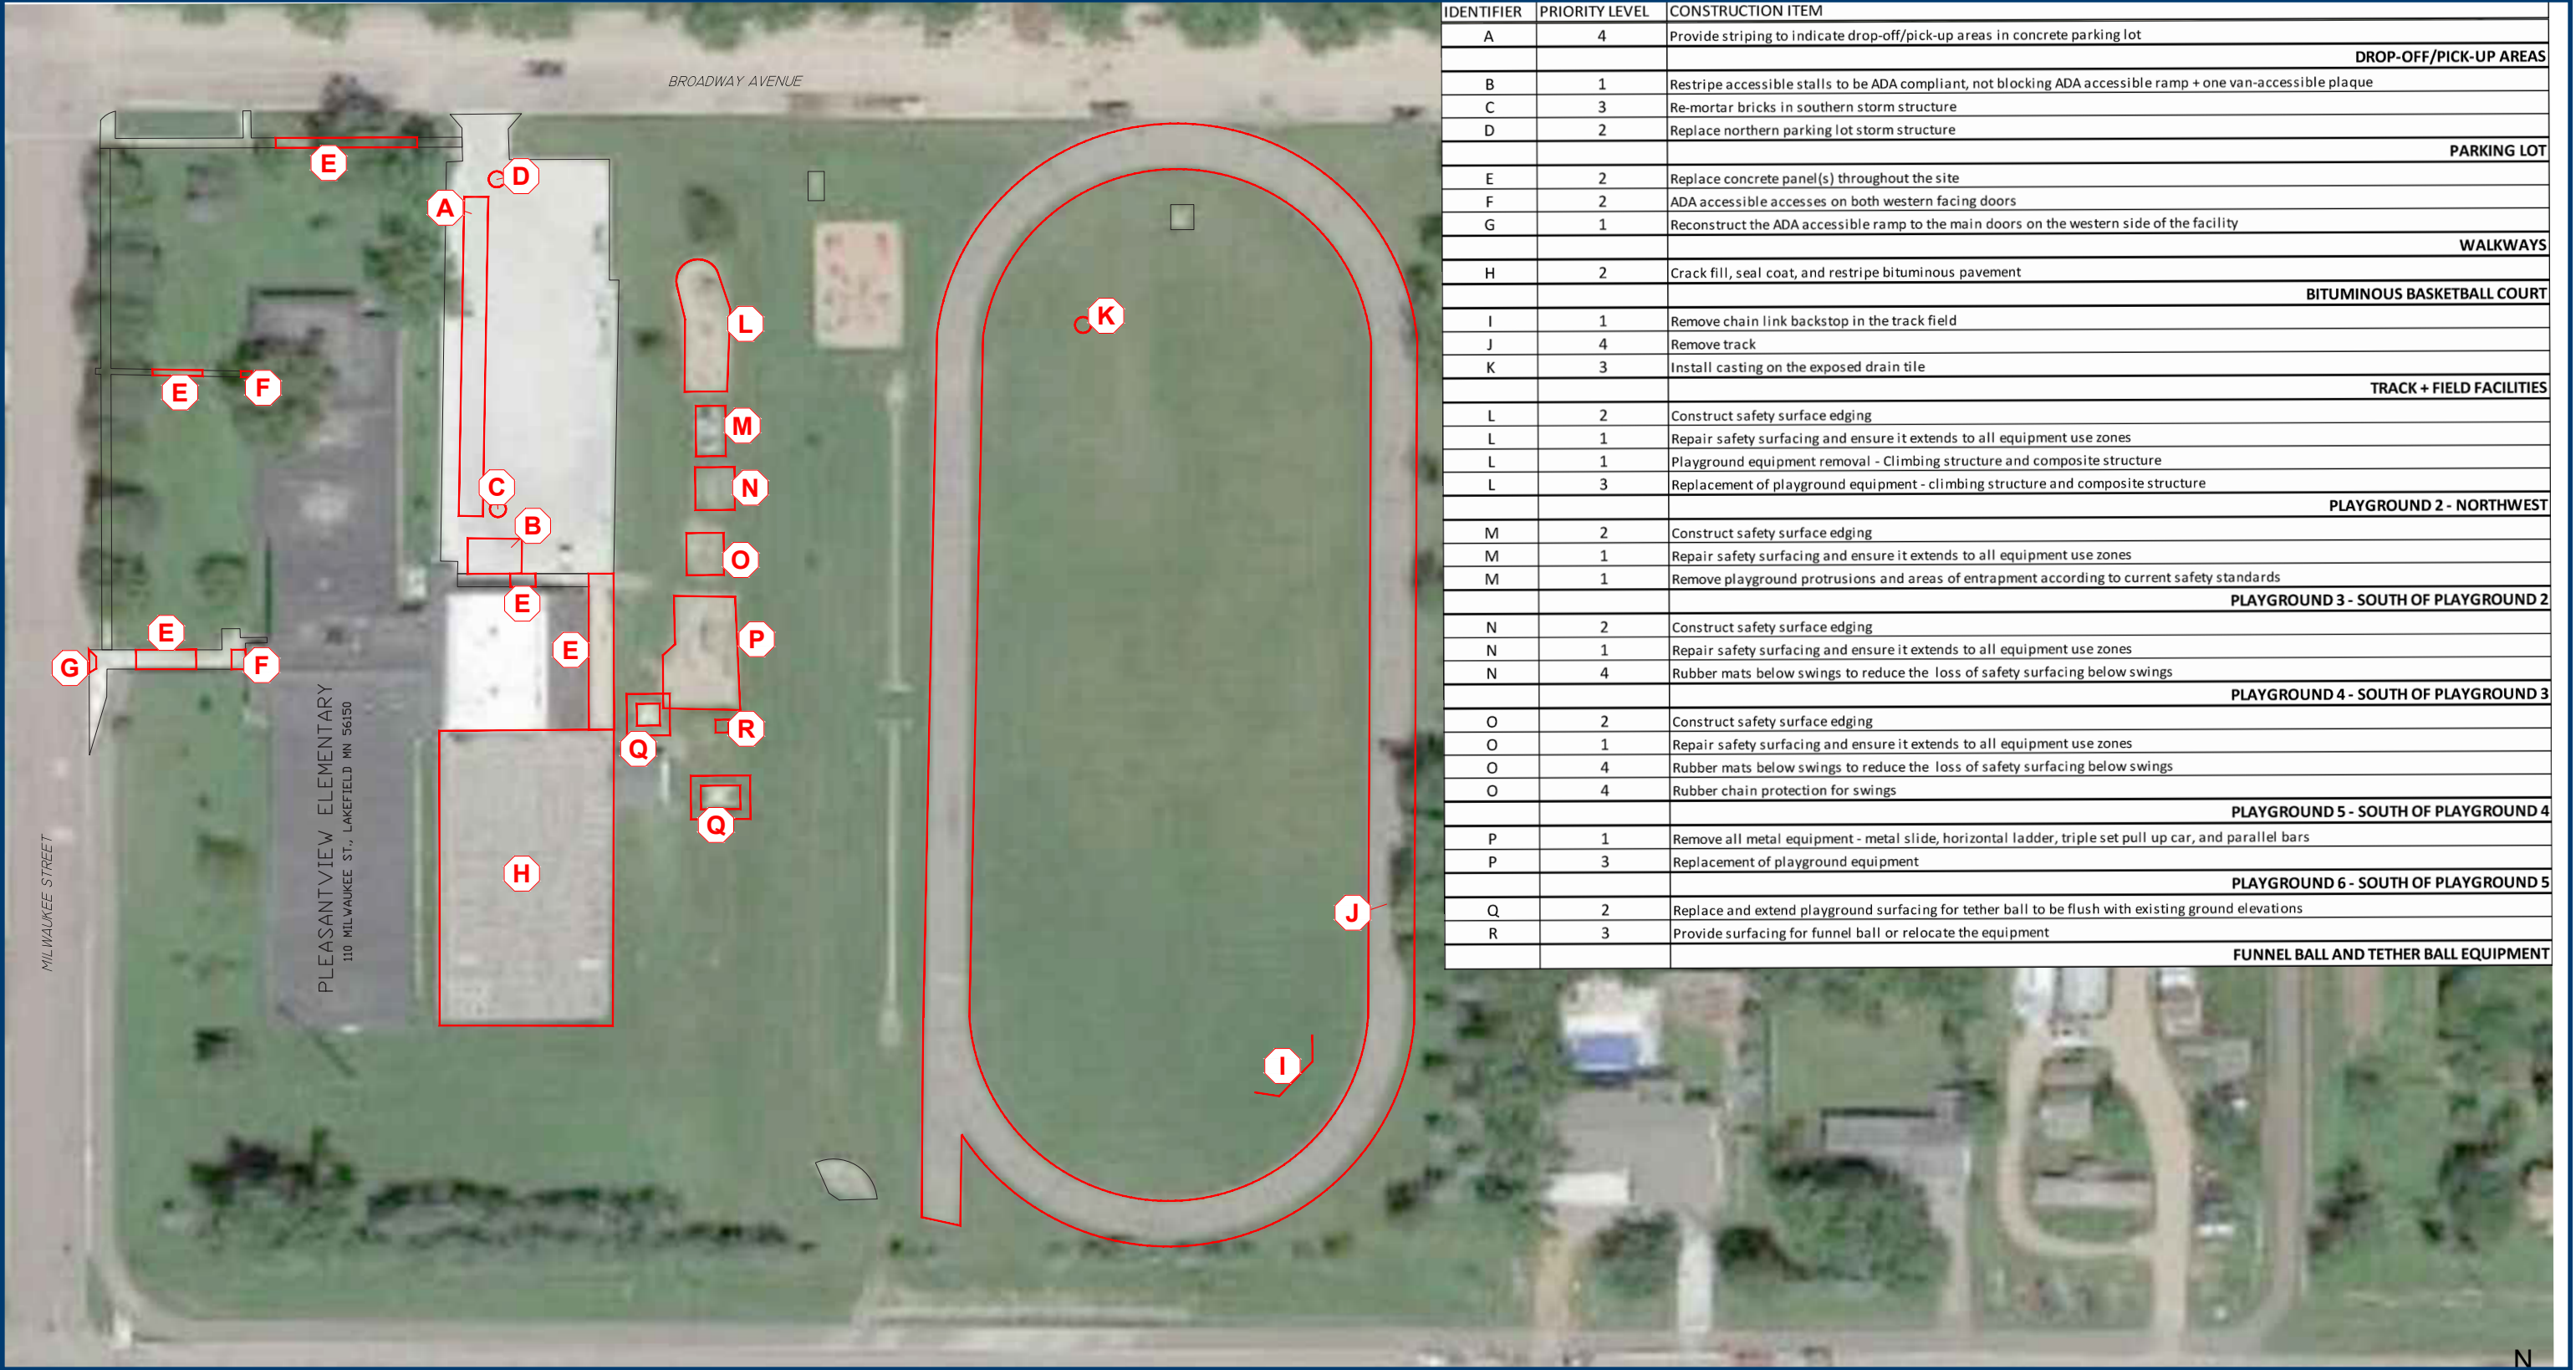 IDENTIFIER PRIORITY LEVEL CONSTRUCTION ITEM
A 4 Provide striping to indicate drop-off/pick-up areas in concrete parking lot
DROP-OFF/PICK-UP AREAS
B 1 Restripe accessible stalls to be ADA compliant, not blocking ADA accessible ramp + one van-accessible plaque
C 3 Re-mortar bricks in southern storm structure
D 2 Replace northern parking lot storm structure
PARKING LOT
E 2 Replace concrete panel(s) throughout the site
F 2 ADA accessible accesses on both western facing doors
G 1 Reconstruct the ADA accessible ramp to the main doors on the western side of the facility
WALKWAYS
H 2 Crack fill, seal coat, and restripe bituminous pavement
BITUMINOUS BASKETBALL COURT
I 1 Remove chain link backstop in the track field
J 4 Remove track
K 3 Install casting on the exposed drain tile
TRACK + FIELD FACILITIES
L 2 Construct safety surface edging
L 1 Repair safety surfacing and ensure it extends to all equipment use zones
L 1 Playground equipment removal - Climbing structure and composite structure
L 3 Replacement of playground equipment - climbing structure and composite structure
PLAYGROUND 2 - NORTHWEST
M 2 Construct safety surface edging
M 1 Repair safety surfacing and ensure it extends to all equipment use zones
M 1 Remove playground protrusions and areas of entrapment according to current safety standards
PLAYGROUND 3 - SOUTH OF PLAYGROUND 2
N 2 Construct safety surface edging
N 1 Repair safety surfacing and ensure it extends to all equipment use zones
N 4 Rubber mats below swings to reduce the loss of safety surfacing below swings
PLAYGROUND 4 - SOUTH OF PLAYGROUND 3
O 2 Construct safety surface edging
O 1 Repair safety surfacing and ensure it extends to all equipment use zones
O 4 Rubber mats below swings to reduce the loss of safety surfacing below swings
O 4 Rubber chain protection for swings
PLAYGROUND 5 - SOUTH OF PLAYGROUND 4
P 1 Remove all metal equipment - metal slide, horizontal ladder, triple set pull up car, and parallel bars
P 3 Replacement of playground equipment
PLAYGROUND 6 - SOUTH OF PLAYGROUND 5
Q 2 Replace and extend playground surfacing for tether ball to be flush with existing ground elevations
R 3 Provide surfacing for funnel ball or relocate the equipment
FUNNEL BALL AND TETHER BALL EQUIPMENT
BROADWAY AVENUE
E
D
A
K
L
E
F
M
C
N
B
O
E
E
P
E
G
F
R
Q
Q
H
J
I
MILWAUKEE STREET
PLEASANTVIEW ELEMENTARY
110 MILWAUKEE ST., LAKEFIELD MN 56150
N